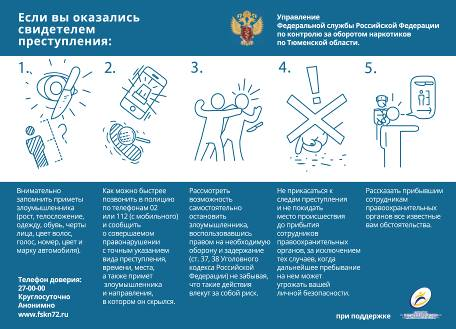 Если вы оказались
свидетелем
преступления:
Управление
Федеральной службы Российской Федерации
по контролю за оборотом наркотиков
по Тюменской области.
1.
2.
3.
4.
5.
Внимательно
запомнить приметы
злоумышленника
(рост, телосложение,
одежду, обувь, черты
лица, цвет волос,
голос, номер, цвет и
марку автомобиля).
Как можно быстрее
позвонить в полицию
по телефонам 02
или 112 (с мобильного)
и сообщить
о совершаемом
правонарушении
с точным указанием
вида преступления,
времени, места,
а также примет
злоумышленника
и направления,
в котором он скрылся.
Рассмотреть
возможность
самостоятельно
остановить
злоумышленника,
воспользовавшись
правом на необходимую
оборону и задержание
(ст. 37, 38 Уголовного
кодекса Российской
Федерации) не забывая,
что такие действия
влекут за собой риск.
Не прикасаться к
следам преступления
и не покидать
место происшествия
до прибытия
сотрудников
правоохранительных
органов, за исключением
тех случаев, когда
дальнейшее пребывание
на нем может
угрожать вашей
личной безопасности.
Рассказать прибывшим
сотрудникам
правоохранительных
органов все известные
вам обстоятельства.
Телефон доверия:
27-00-00
Круглосуточно
Анонимно
www.fskn72.ru
при поддержке